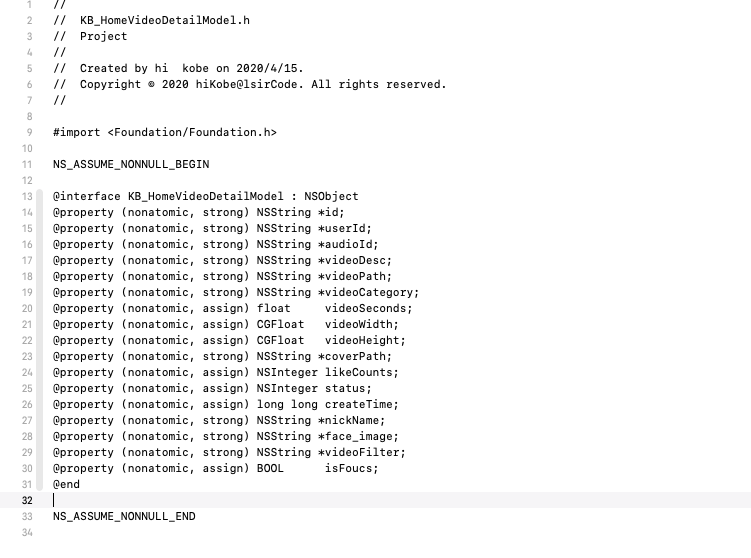 1 //
2 //  KB_HomeVideoDetailModel.h
3 //  Project
4 //
5 //  Created by hi  kobe on 2020/4/15.
6 //  Copyright © 2020 hiKobe@lsirCode. All rights reserved.
7 //
8
9 #import <Foundation/Foundation.h>
10
11 NS_ASSUME_NONNULL_BEGIN
12
13 @interface KB_HomeVideoDetailModel : NSObject
14 @property (nonatomic, strong) NSString *id;
15 @property (nonatomic, strong) NSString *userId;
16 @property (nonatomic, strong) NSString *audioId;
17 @property (nonatomic, strong) NSString *videoDesc;
18 @property (nonatomic, strong) NSString *videoPath;
19 @property (nonatomic, strong) NSString *videoCategory;
20 @property (nonatomic, assign) float     videoSeconds;
21 @property (nonatomic, assign) CGFloat   videoWidth;
22 @property (nonatomic, assign) CGFloat   videoHeight;
23 @property (nonatomic, strong) NSString *coverPath;
24 @property (nonatomic, assign) NSInteger likeCounts;
25 @property (nonatomic, assign) NSInteger status;
26 @property (nonatomic, assign) long long createTime;
27 @property (nonatomic, strong) NSString *nickName;
28 @property (nonatomic, strong) NSString *face_image;
29 @property (nonatomic, strong) NSString *videoFilter;
30 @property (nonatomic, assign) BOOL      isFoucs;
31 @end
32
33 NS_ASSUME_NONNULL_END
34